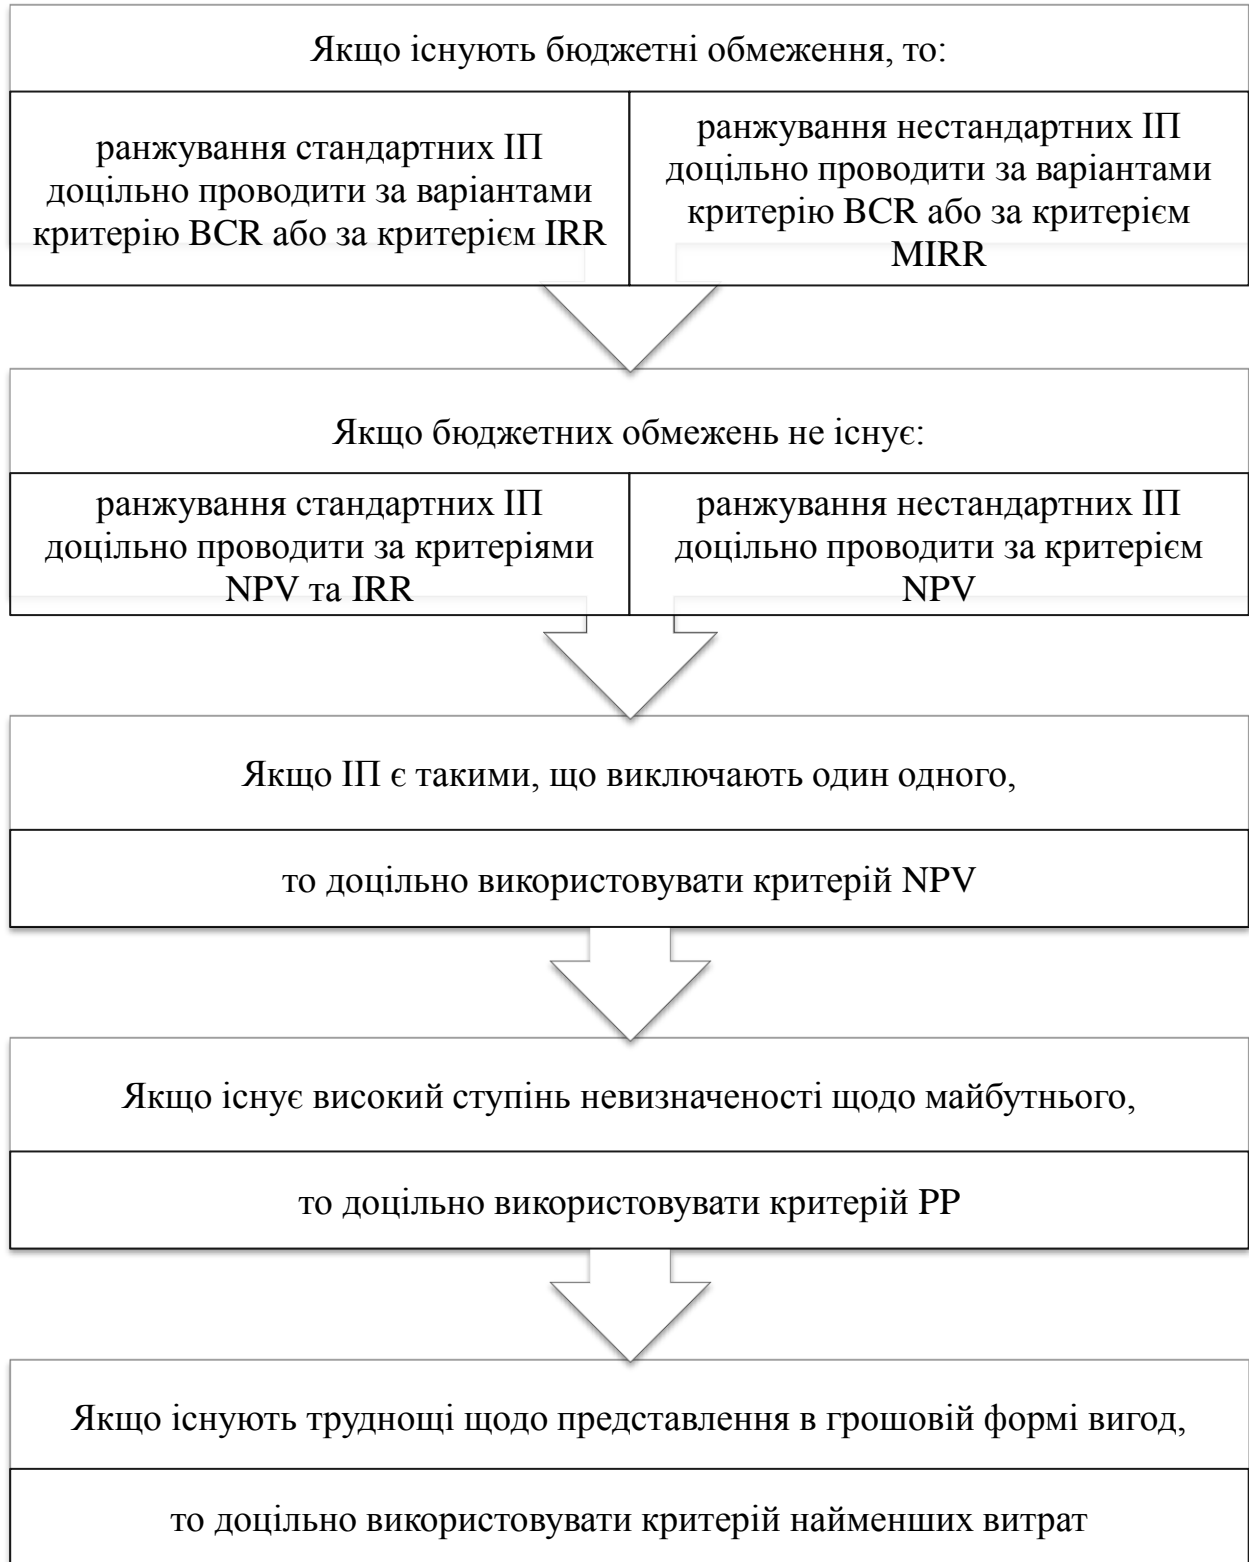 Якщо існують бюджетні обмеження, то:
ранжування стандартних ІП
доцільно проводити за варіантами
критерію BCR або за критерієм IRR
ранжування нестандартних ІП
доцільно проводити за варіантами
критерію BCR або за критерієм
MIRR
Якщо бюджетних обмежень не існує:
ранжування стандартних ІП
доцільно проводити за критеріями
NPV та IRR
ранжування нестандартних ІП
доцільно проводити за критерієм
NPV
Якщо ІП є такими, що виключають один одного,
то доцільно використовувати критерій NPV
Якщо існує високий ступінь невизначеності щодо майбутнього,
то доцільно використовувати критерій PP
Якщо існують труднощі щодо представлення в грошовій формі вигод,
то доцільно використовувати критерій найменших витрат